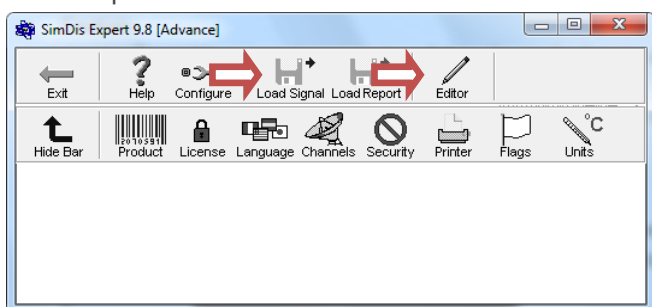 SimDis Expert 9.8 [Advance]
Exit Help Configure Load Signal Load Report Editor
°C
Hide Bar Product License Language Channels Security Printer Flags Units